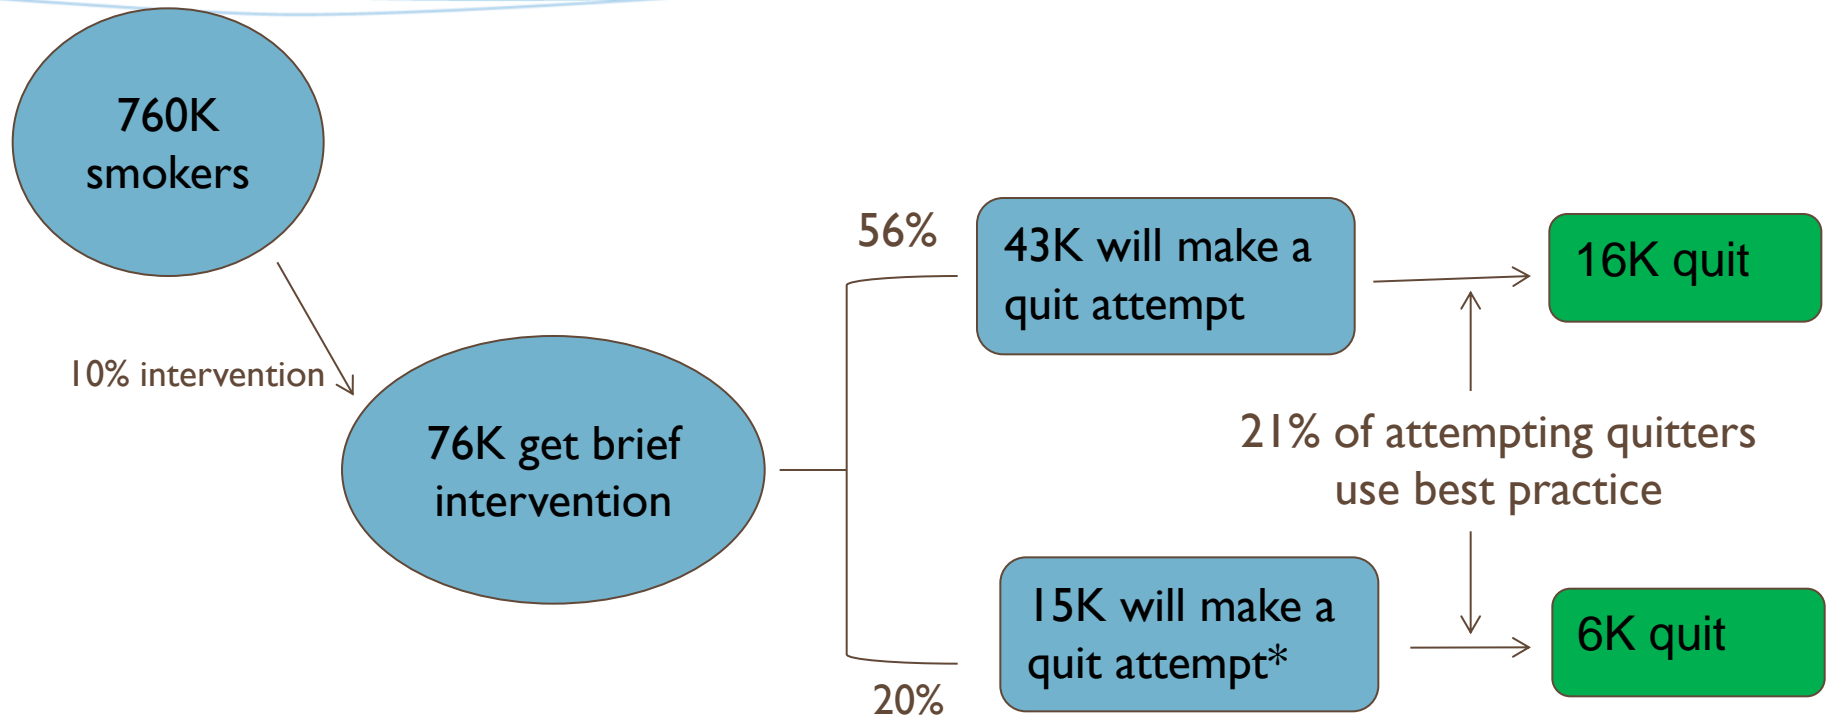 760K
smokers
10% intervention
76K get brief
intervention
56%
43K will make a
quit attempt
16K quit
21% of attempting quitters
use best practice
15K will make a
quit attempt*
6K quit
20%